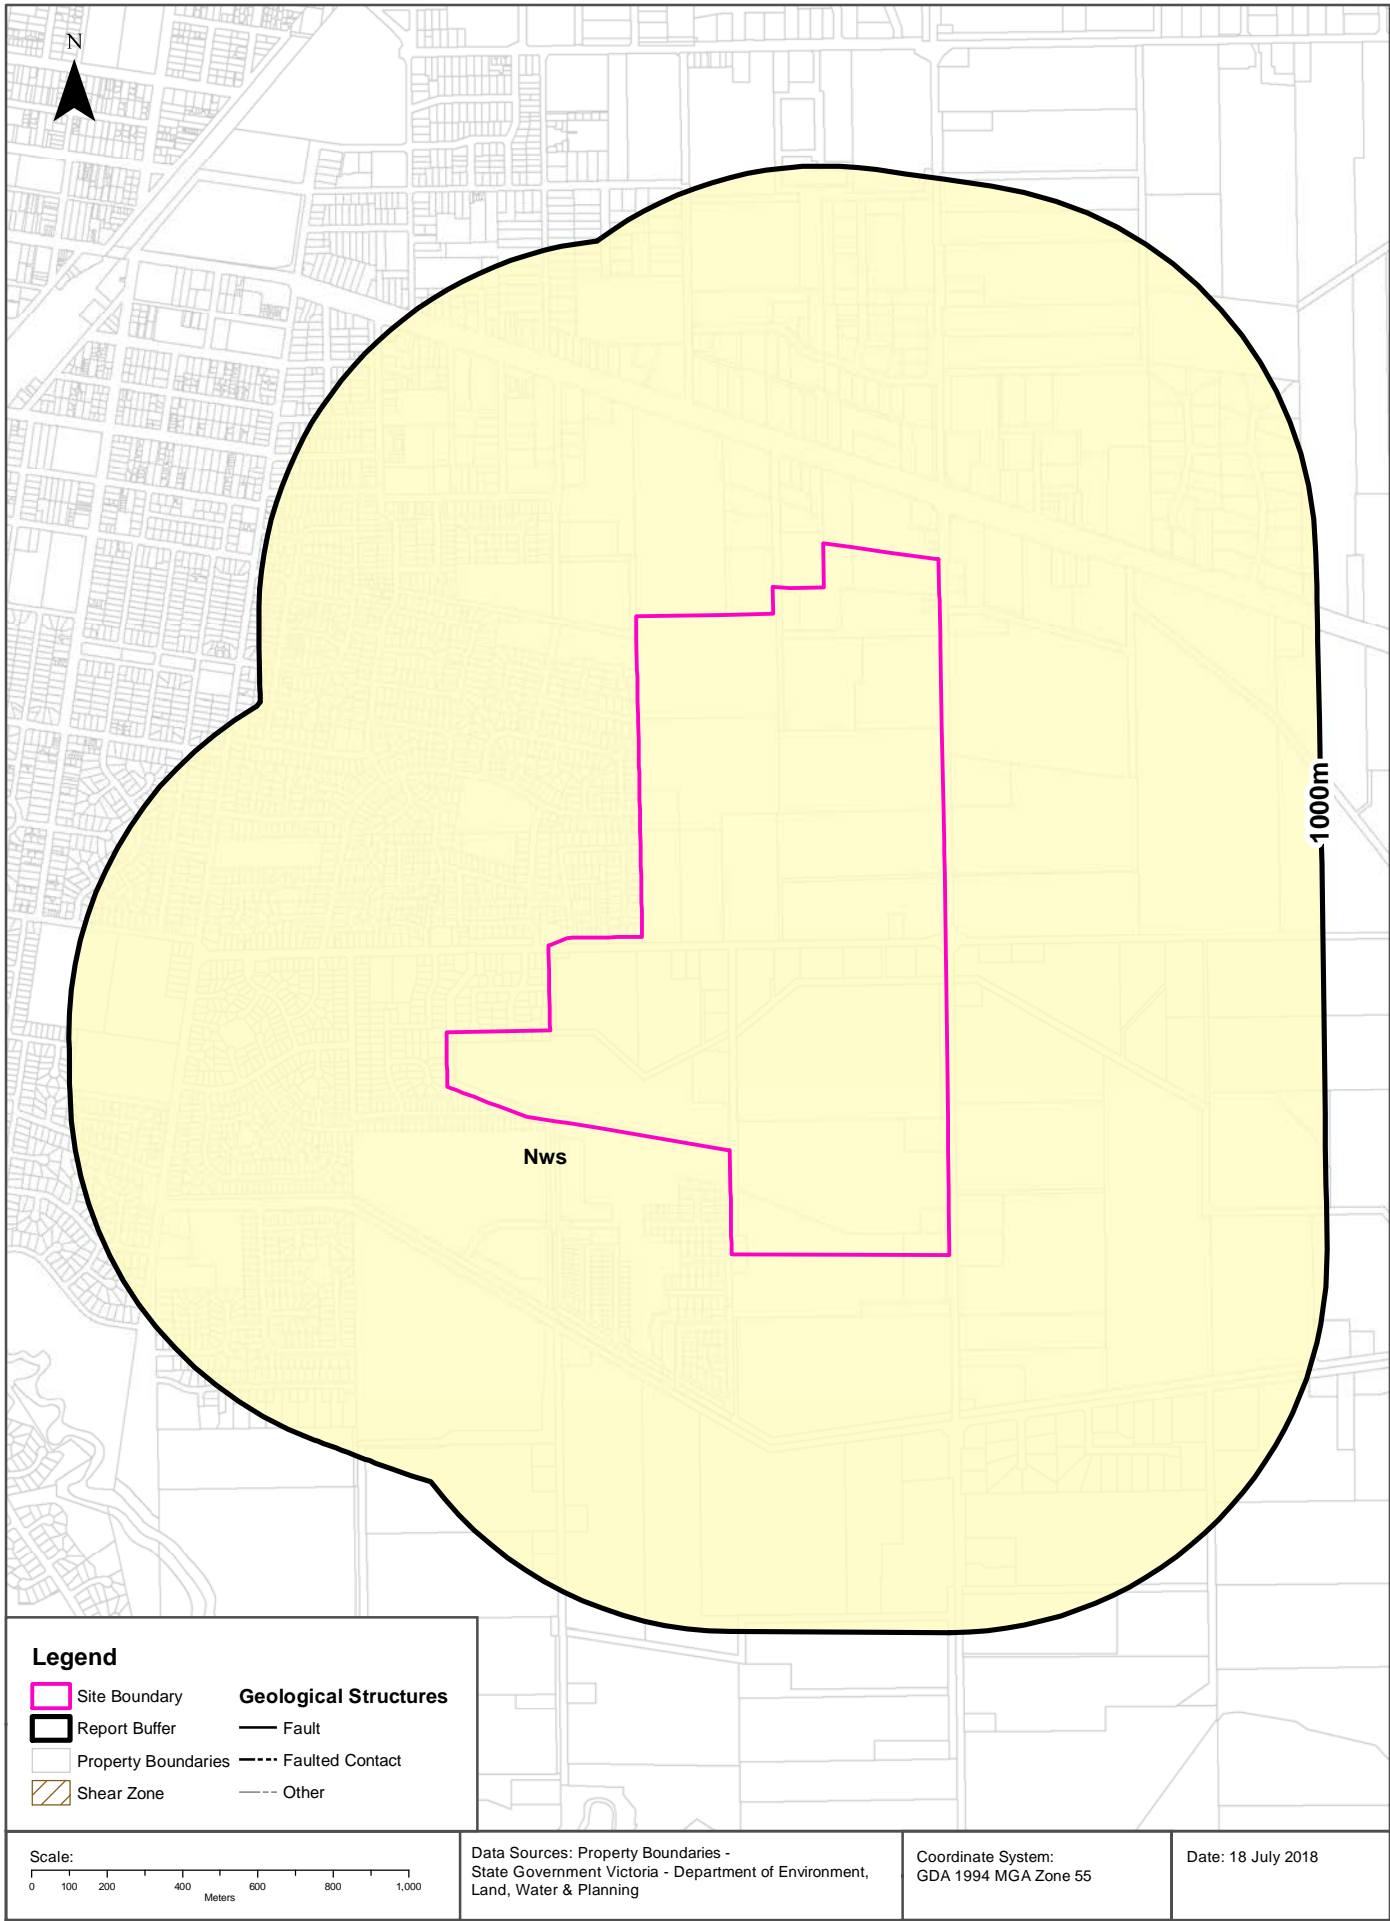 N
1000m
Nws
Legend
Site Boundary
Report Buffer
Property Boundaries
Shear Zone
Geological Structures
Fault
Faulted Contact
Other
Scale:
0 100 200 400 600 800 1,000
Meters
Data Sources: Property Boundaries -
State Government Victoria - Department of Environment,
Land, Water & Planning
Coordinate System:
GDA 1994 MGA Zone 55
Date: 18 July 2018